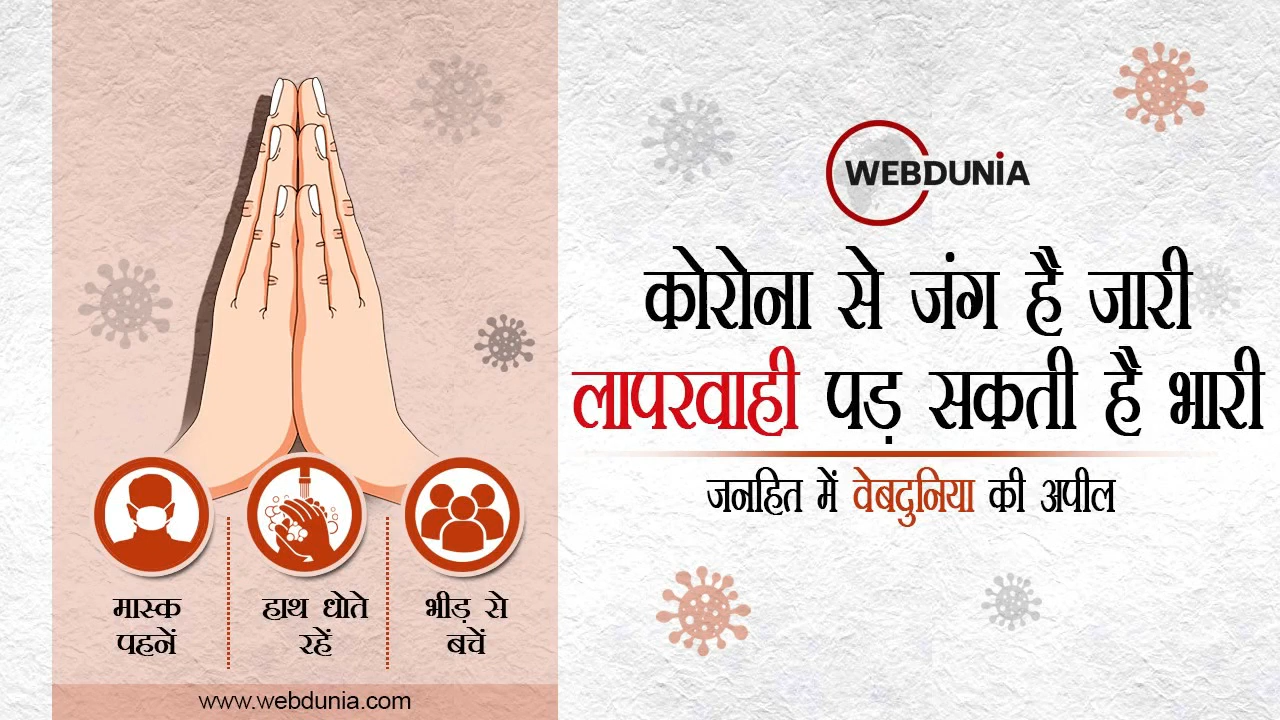 मास्क
पहनें
हाथ धोते
रहें
भीड़ से
बचें
www.webdunia.com
WEBDUNIA
कोरोना से जंग है जारी
लापरवाही पड़ सकती है भारी
जनहित में वेबदुनिया की अपील